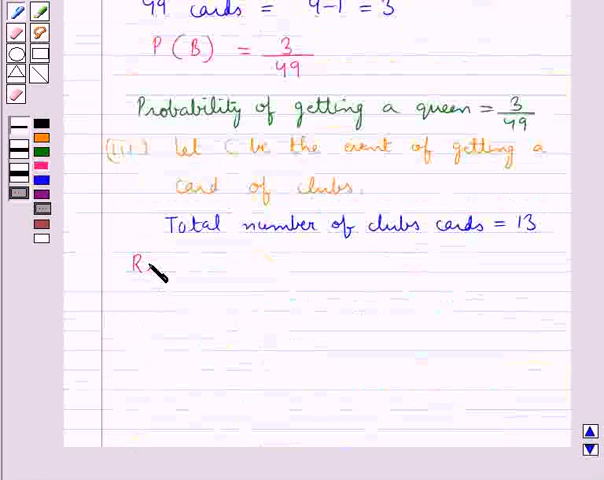 49 cards = 4-1 = 3
P(B) = 3/49
Probability of getting a queen = 3/49
(iii) Let C be the event of getting a
card of clubs.
Total number of clubs cards = 13
R